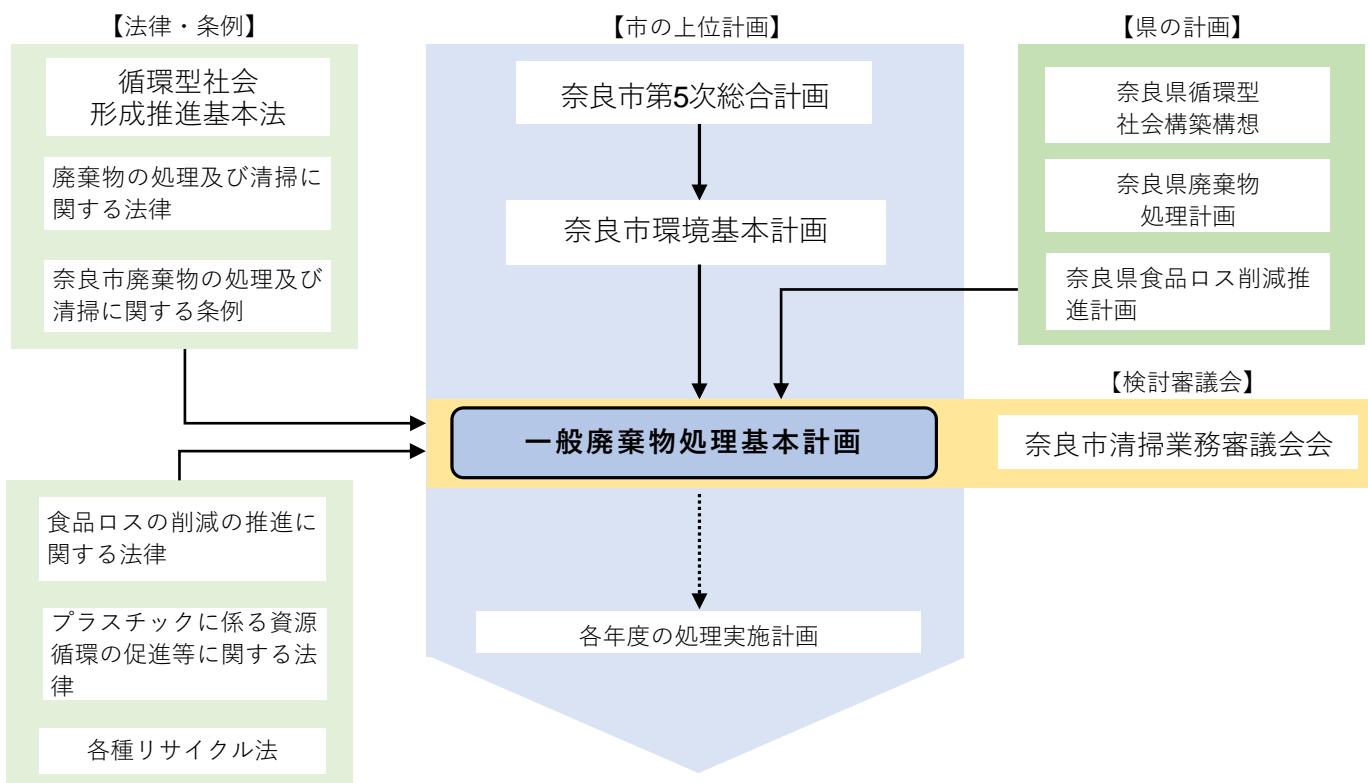 【法律・条例】
循環型社会
形成推進基本法
廃棄物の処理及び清掃に
関する法律
奈良市廃棄物の処理及び
清掃に関する条例
食品ロスの削減の推進に
関する法律
プラスチックに係る資源
循環の促進等に関する法
律
各種リサイクル法
【市の上位計画】
奈良市第5次総合計画
奈良市環境基本計画
一般廃棄物処理基本計画
各年度の処理実施計画
【県の計画】
奈良県循環型
社会構築構想
奈良県廃棄物
処理計画
奈良県食品ロス削減推
進計画
【検討審議会】
奈良市清掃業務審議会会